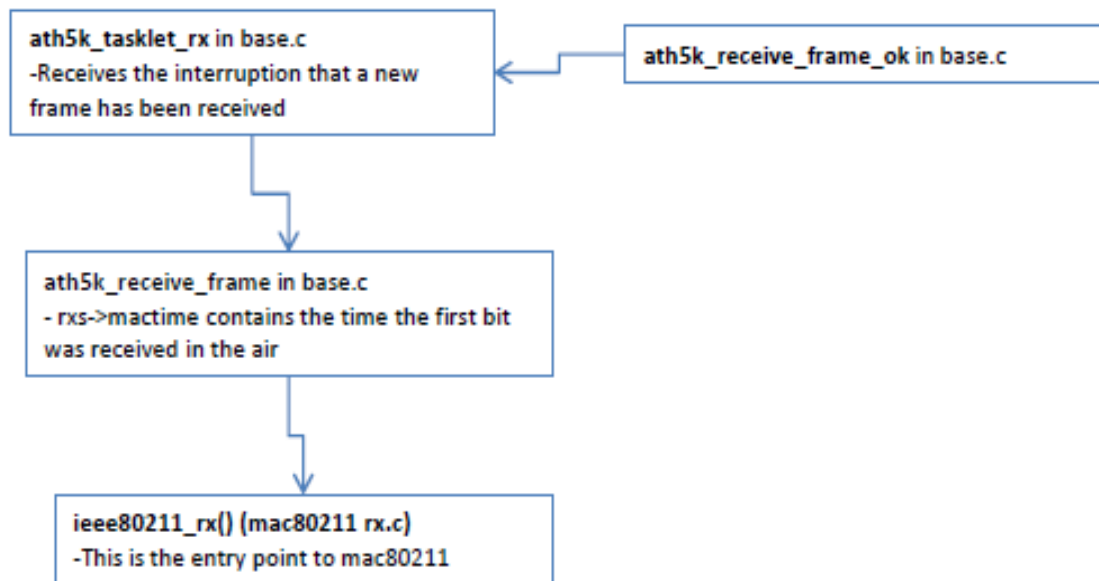 ath5k_tasklet_rx in base.c
-Receives the interruption that a new
frame has been received
ath5k_receive_frame_ok in base.c
ath5k_receive_frame in base.c
- rxs->mactime contains the time the first bit
was received in the air
ieee80211_rx() (mac80211 rx.c)
-This is the entry point to mac80211